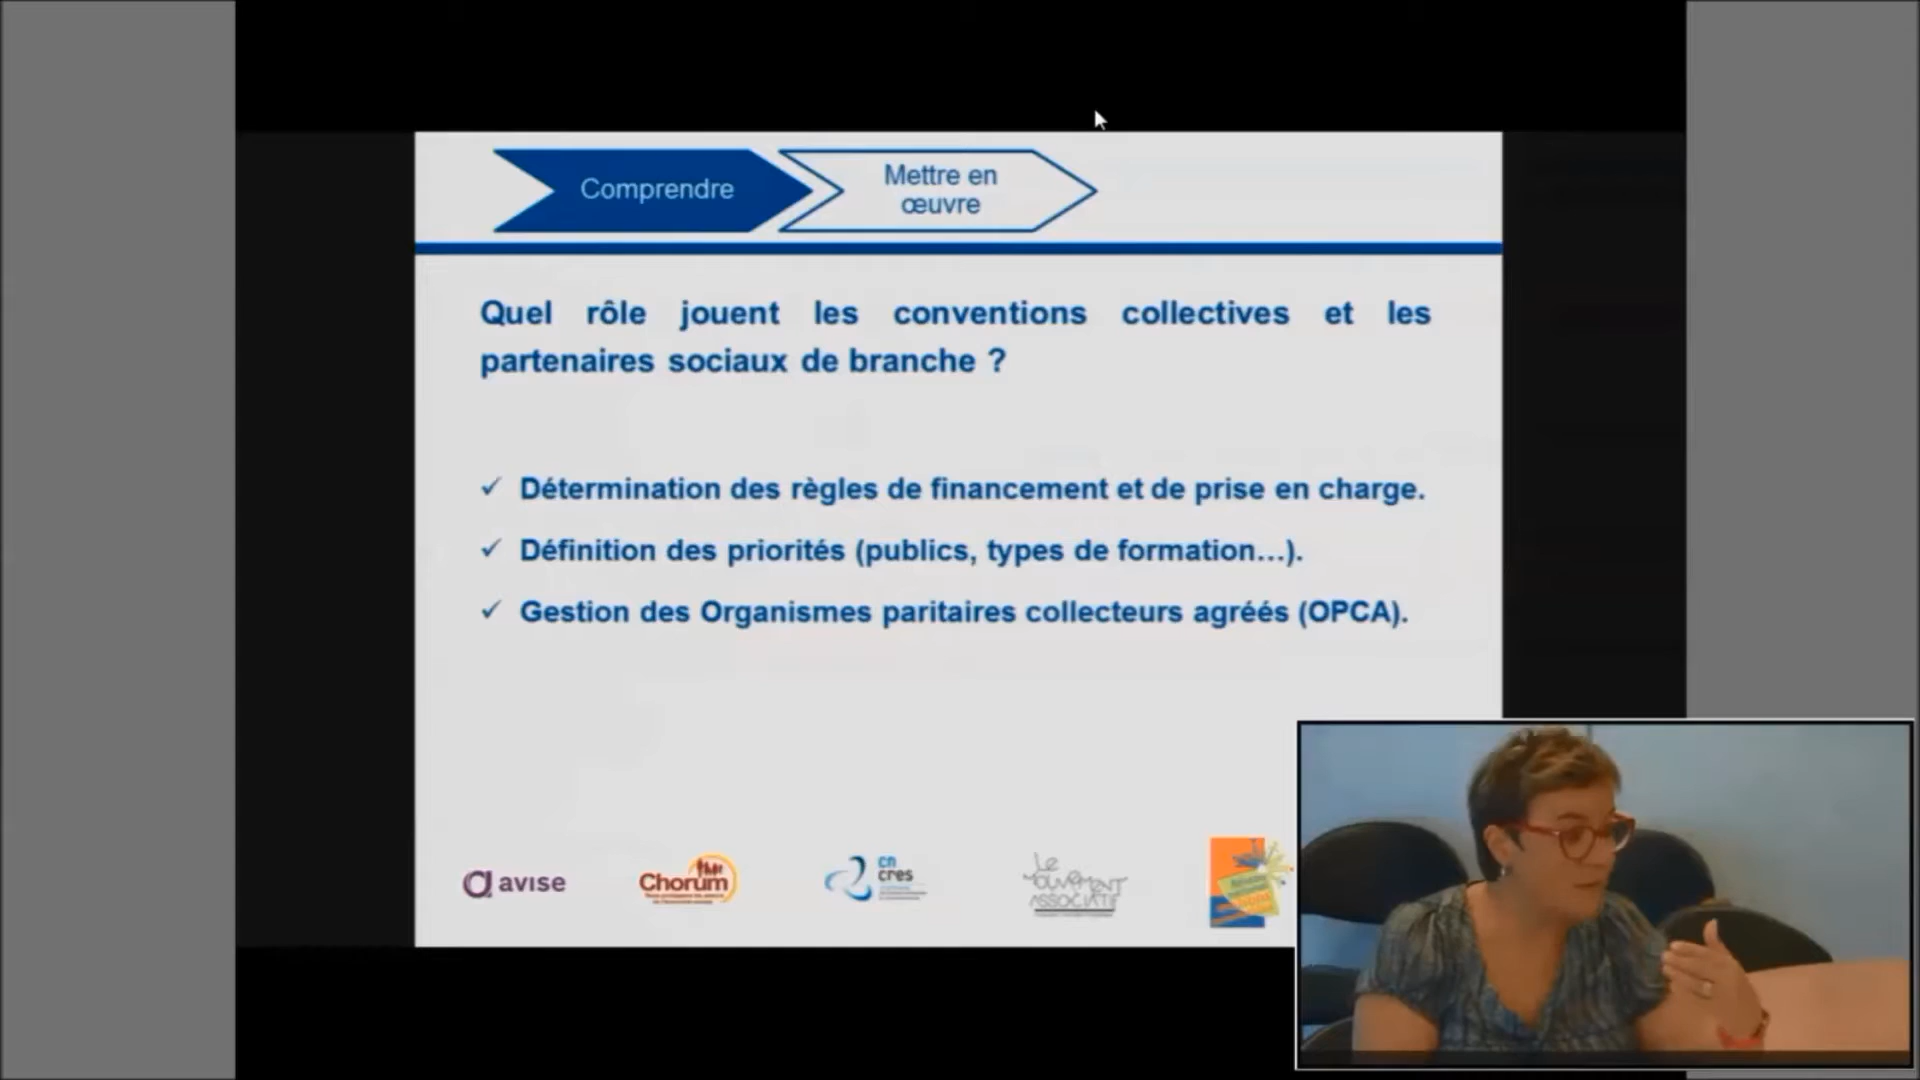 Comprendre
Mettre en
œuvre
Quel rôle jouent les conventions collectives et les
partenaires sociaux de branche ?
✓ Détermination des règles de financement et de prise en charge.
✓ Définition des priorités (publics, types de formation...).
✓ Gestion des Organismes paritaires collecteurs agréés (OPCA).
avise
Chorum
cn
cres
Le
mouvement
associatif